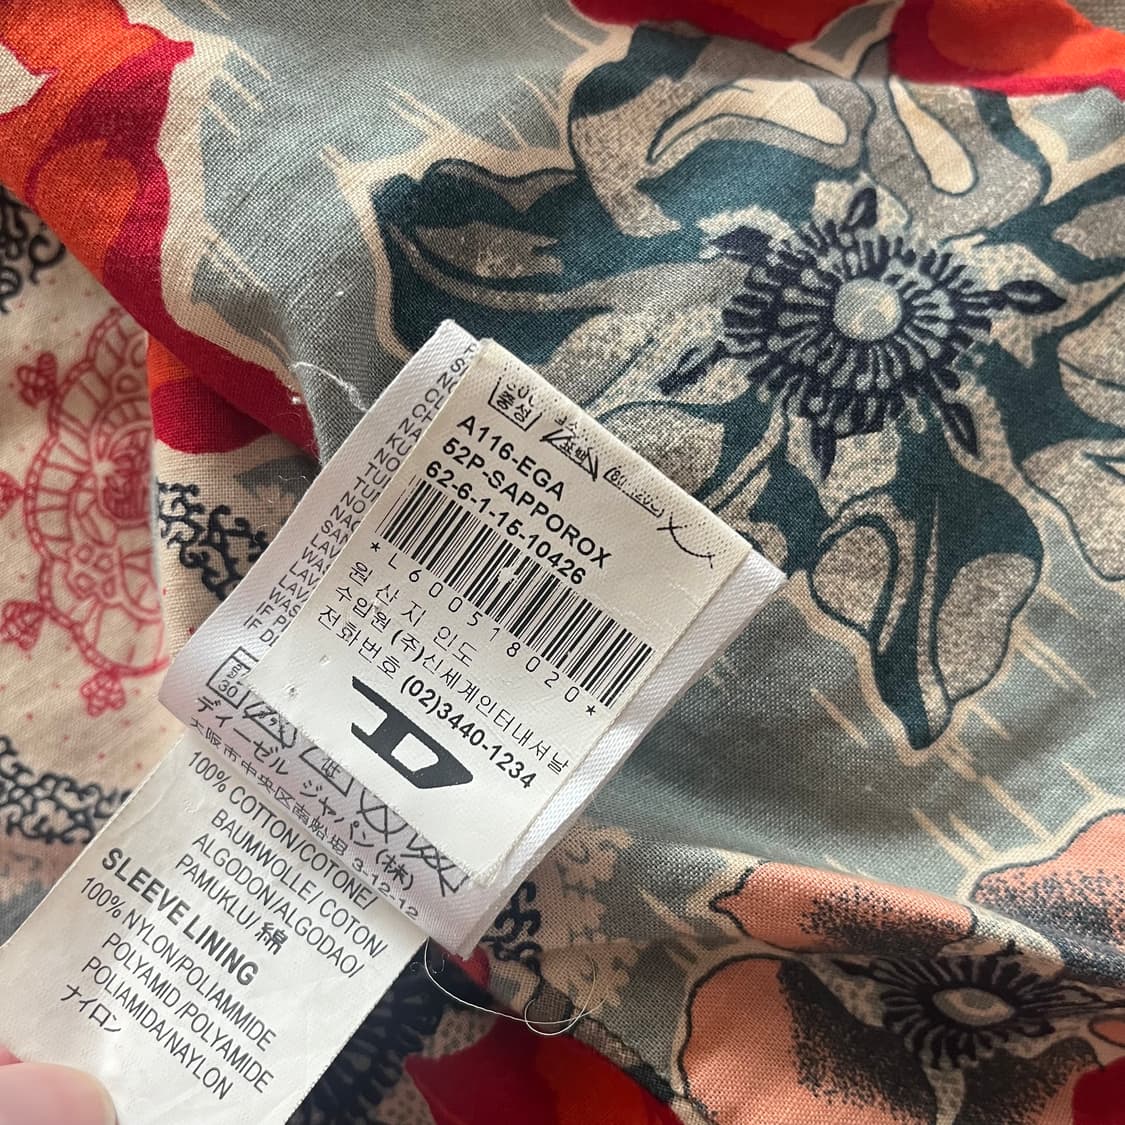 중성
A116-EGA
52P-SAPPOROX
62-6-1-15-10426
*L600518020*
원산지 인도
수입원 (주)신세계인터내셔날
전화번호 (02)3440-1234
D
IF D
30
ディーゼル ジャパン (株)
大阪市中央区南船場 3-12-12
100% COTTON/COTONE/
BAUMWOLLE/ COTON/
ALGODON/ALGODAO/
PAMUKLU/ 綿
SLEEVE LINING
100% NYLON/POLIAMMIDE
POLYAMID /POLYAMIDE
POLIAMIDA/NAYLON
ナイロン